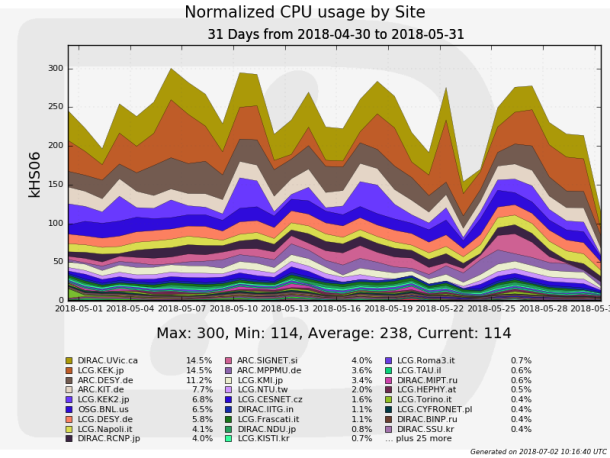 Normalized CPU usage by Site
31 Days from 2018-04-30 to 2018-05-31
kHS06
300
250
200
150
100
50
0
2018-05-01 2018-05-04 2018-05-07 2018-05-10 2018-05-13 2018-05-16 2018-05-19 2018-05-22 2018-05-25 2018-05-28 2018-05-31
Max: 300, Min: 114, Average: 238, Current: 114
DIRAC.UVic.ca 14.5% ARC.SIGNET.si 4.0% LCG.Roma3.it 0.7%
LCG.KEK.jp 14.5% ARC.MPPMU.de 3.6% LCG.TAU.il 0.6%
ARC.DESY.de 11.2% LCG.KMI.jp 3.4% DIRAC.MIPT.ru 0.6%
ARC.KIT.de 7.7% LCG.NTU.tw 2.0% LCG.HEPHY.at 0.5%
LCG.KEK2.jp 6.8% LCG.CESNET.cz 1.6% LCG.Torino.it 0.4%
OSG.BNL.us 6.5% DIRAC.IITG.in 1.1% LCG.CYFRONET.pl 0.4%
LCG.DESY.de 5.8% LCG.Frascati.it 1.1% DIRAC.BINP.ru 0.4%
LCG.Napoli.it 4.1% DIRAC.NDU.jp 0.8% DIRAC.SSU.kr 0.4%
DIRAC.RCNP.jp 4.0% LCG.KISTI.kr 0.7% ... plus 25 more
Generated on 2018-07-02 10:16:40 UTC